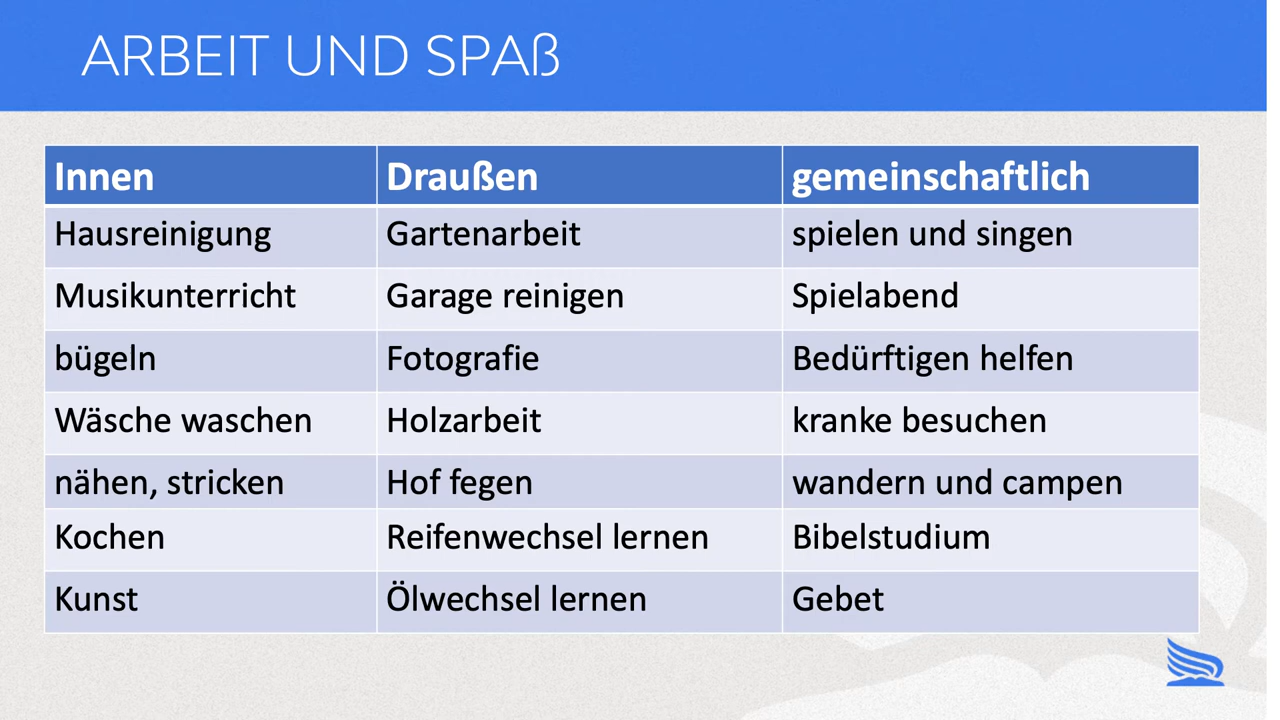 ARBEIT UND SPAß
Innen Draußen gemeinschaftlich
Hausreinigung Gartenarbeit spielen und singen
Musikunterricht Garage reinigen Spielabend
bügeln Fotografie Bedürftigen helfen
Wäsche waschen Holzarbeit kranke besuchen
nähen, stricken Hof fegen wandern und campen
Kochen Reifenwechsel lernen Bibelstudium
Kunst Ölwechsel lernen Gebet